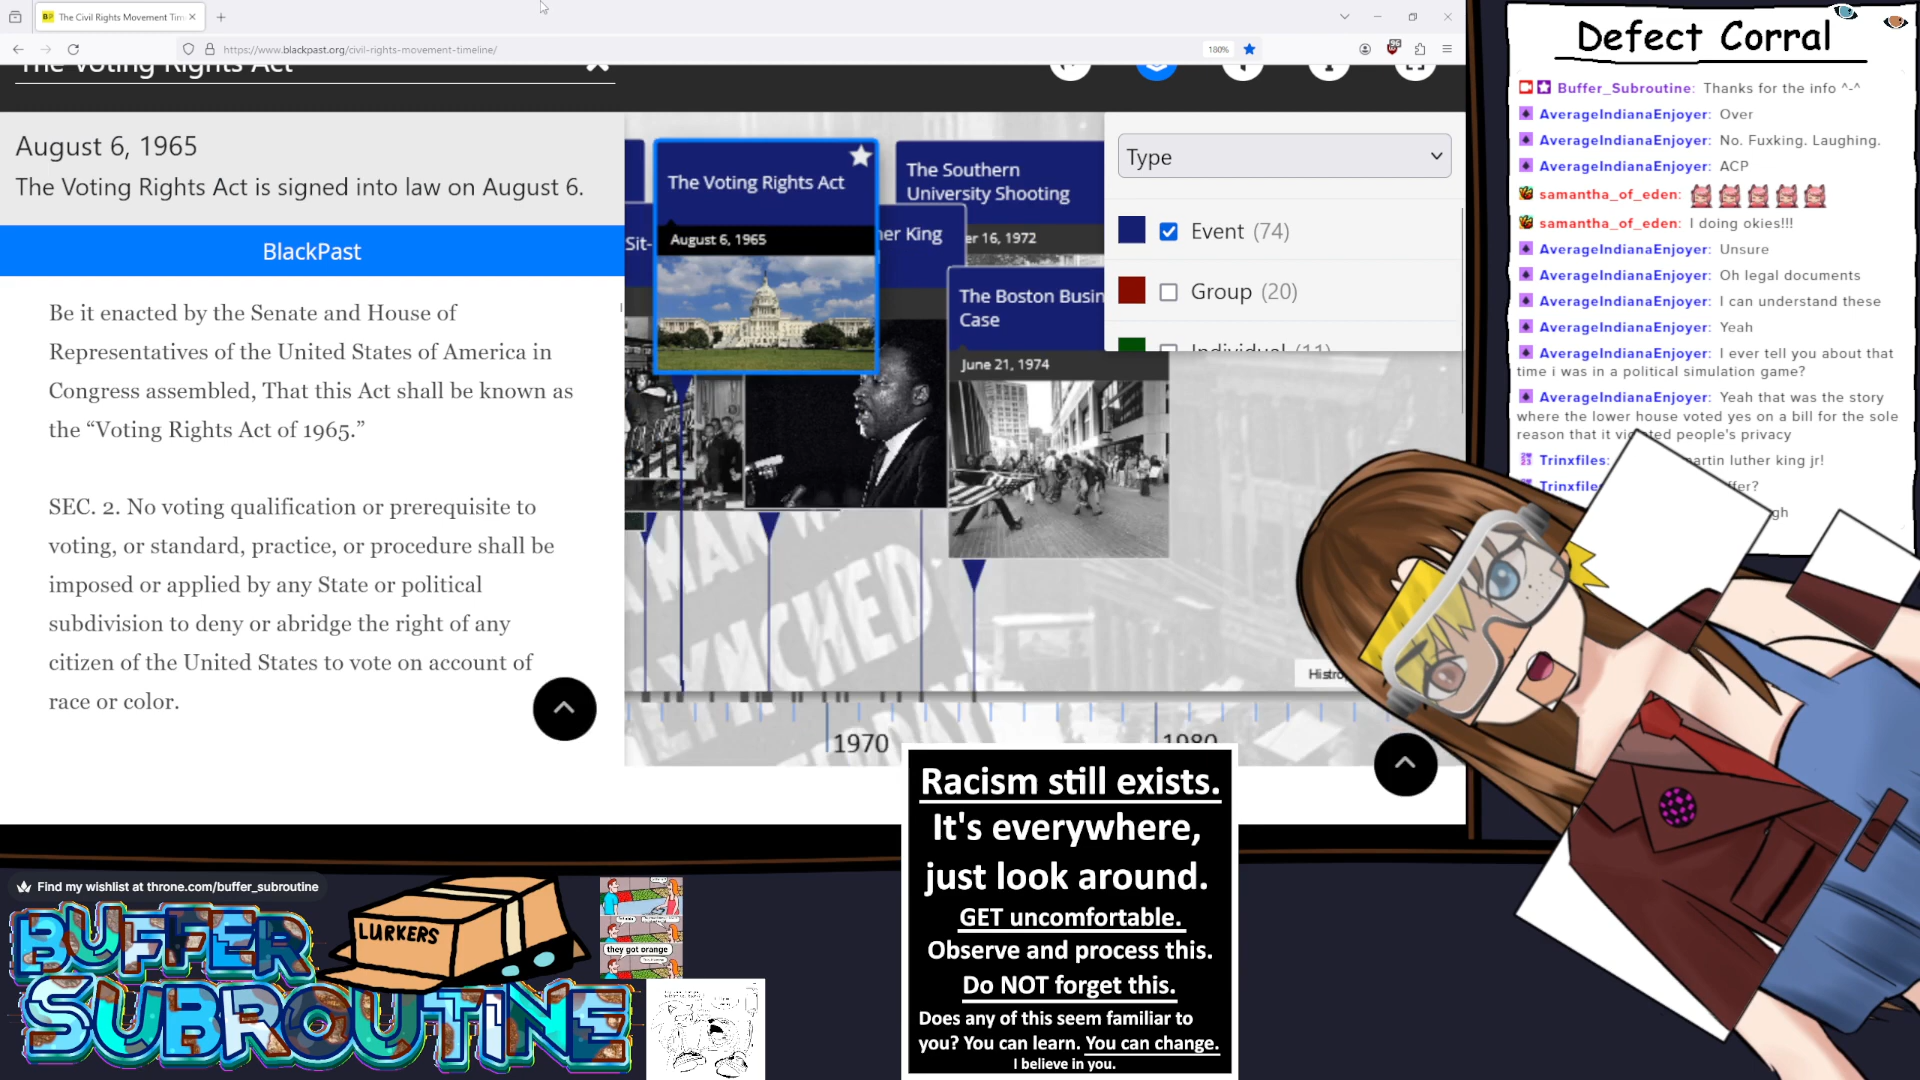 The Civil Rights Movement Tim
https://www.blackpast.org/civil-rights-movement-timeline/
180%
The Voting Rights Act
August 6, 1965
The Voting Rights Act is signed into law on August 6.
BlackPast
Be it enacted by the Senate and House of
Representatives of the United States of America in
Congress assembled, That this Act shall be known as
the “Voting Rights Act of 1965.”
SEC. 2. No voting qualification or prerequisite to
voting, or standard, practice, or procedure shall be
imposed or applied by any State or political
subdivision to deny or abridge the right of any
citizen of the United States to vote on account of
race or color.
The Voting Rights Act
August 6, 1965
Sit-
her King
The Southern
University Shooting
er 16, 1972
The Boston Busin
Case
June 21, 1974
Type
Event (74)
Group (20)
Individual (11)
LYNCHED
Histro
1970
1980
Defect Corral
Buffer_Subroutine: Thanks for the info ^-^
AverageIndianaEnjoyer: Over
AverageIndianaEnjoyer: No. Fuxking. Laughing.
AverageIndianaEnjoyer: ACP
samantha_of_eden:
samantha_of_eden: I doing okies!!!
AverageIndianaEnjoyer: Unsure
AverageIndianaEnjoyer: Oh legal documents
AverageIndianaEnjoyer: I can understand these
AverageIndianaEnjoyer: Yeah
AverageIndianaEnjoyer: I ever tell you about that
time i was in a political simulation game?
AverageIndianaEnjoyer: Yeah that was the story
where the lower house voted yes on a bill for the sole
reason that it vi ted people's privacy
Trinxfiles: artin luther king jr!
Trinxfile ffer?
gh
Racism still exists.
It's everywhere,
just look around.
GET uncomfortable.
Observe and process this.
Do NOT forget this.
Does any of this seem familiar to
you? You can learn. You can change.
I believe in you.
Find my wishlist at throne.com/buffer_subroutine
BUFFER
SUBROUTINE
LURKERS
they got orange